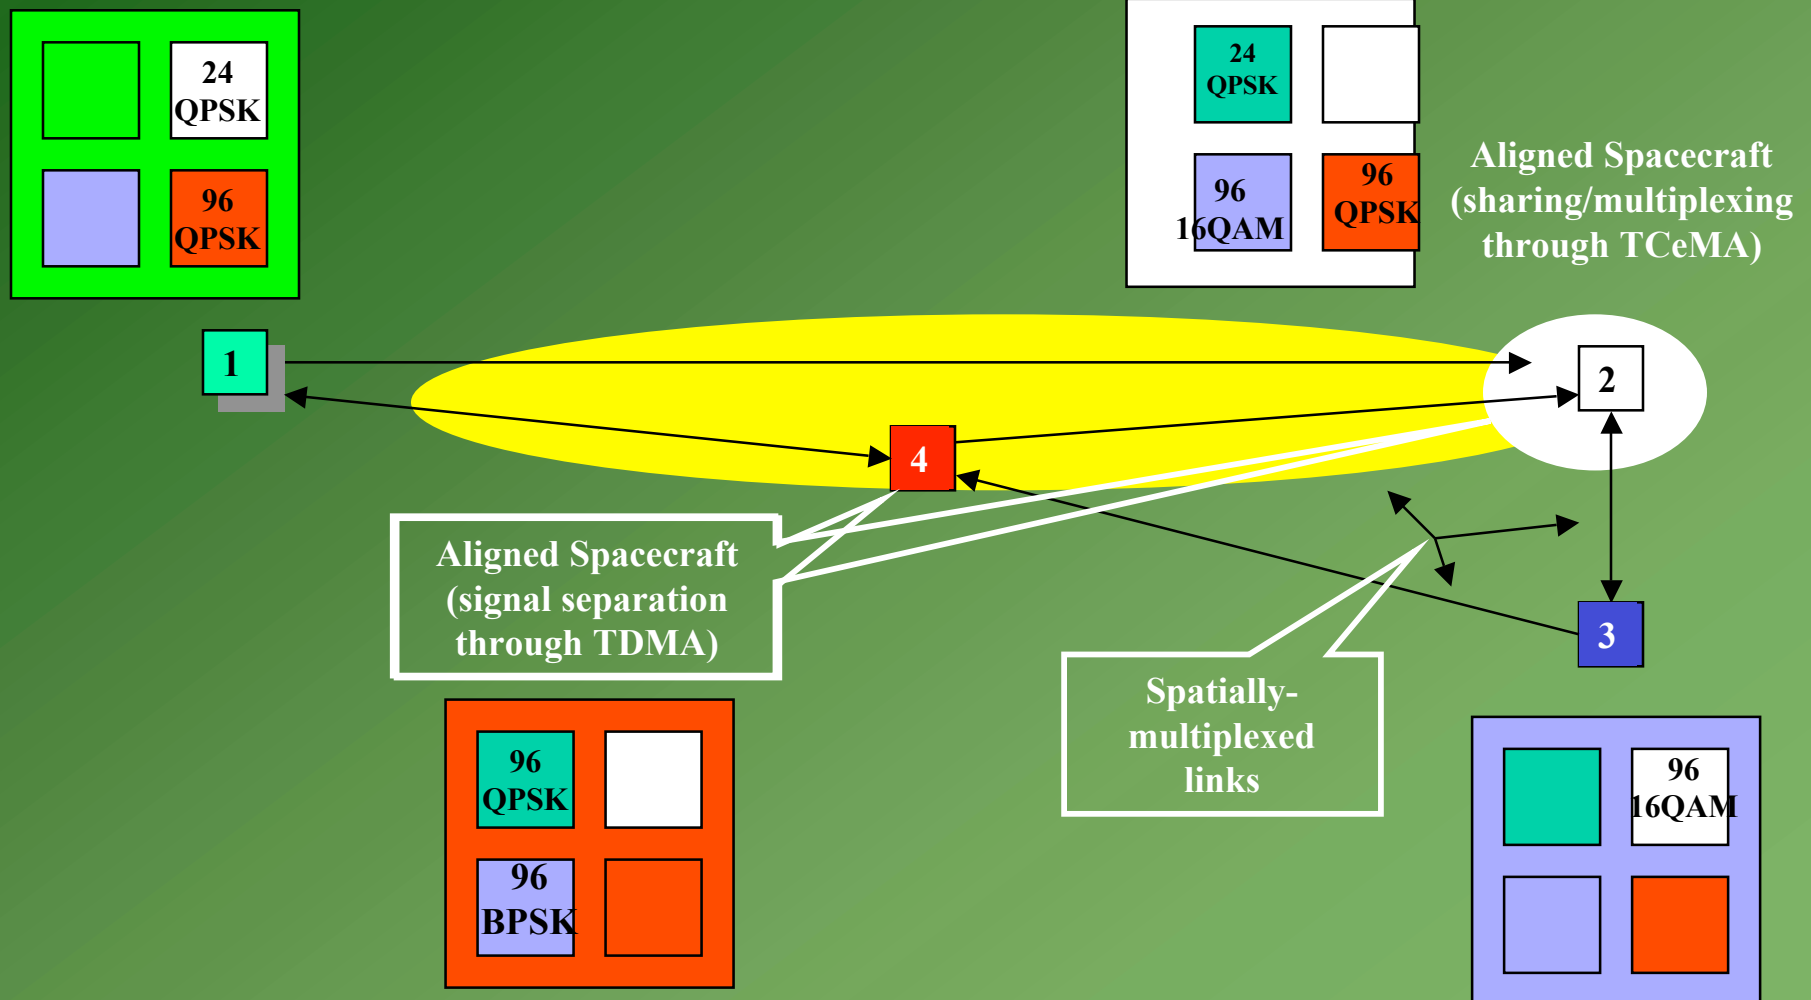 24
QPSK
96
QPSK
24
QPSK
96
16QAM
96
QPSK
Aligned Spacecraft
(sharing/multiplexing
through TCeMA)
1
2
4
3
Aligned Spacecraft
(signal separation
through TDMA)
Spatially-
multiplexed
links
96
QPSK
96
BPSK
96
16QAM